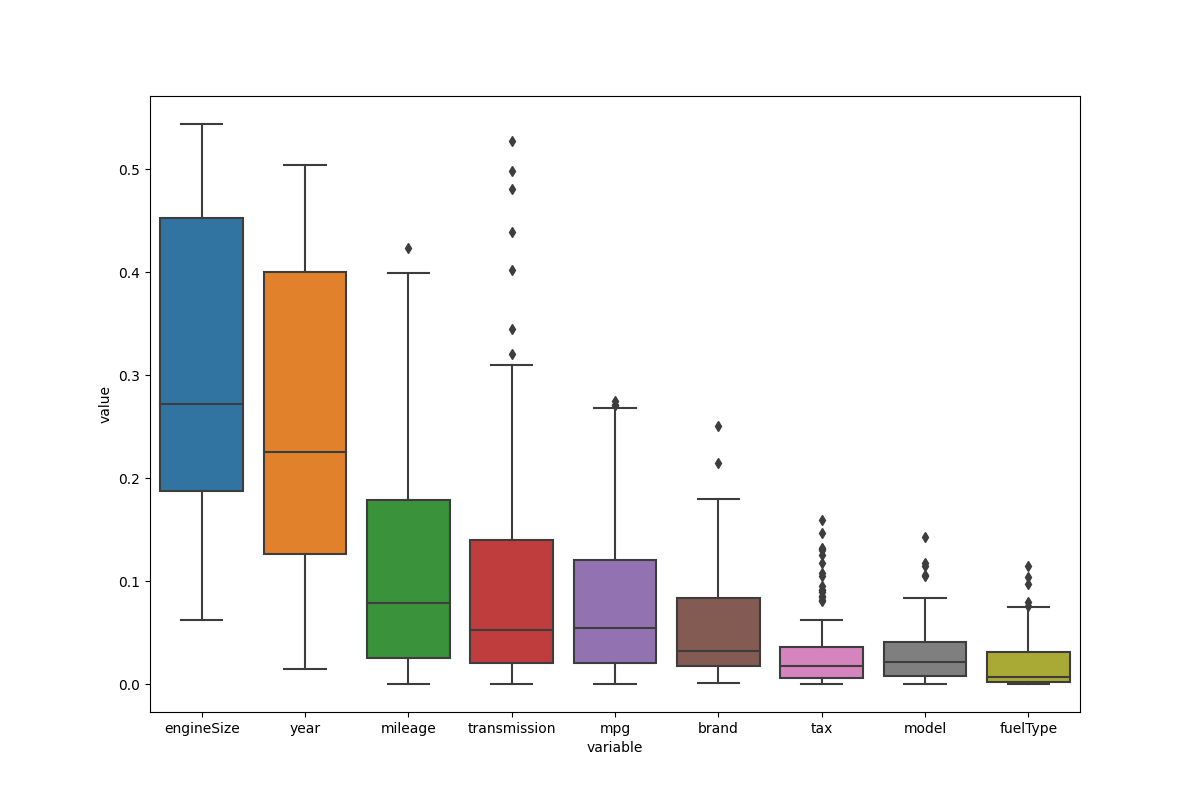 value
0.5
0.4
0.3
0.2
0.1
0.0
engineSize year mileage transmission mpg brand tax model fuelType
variable